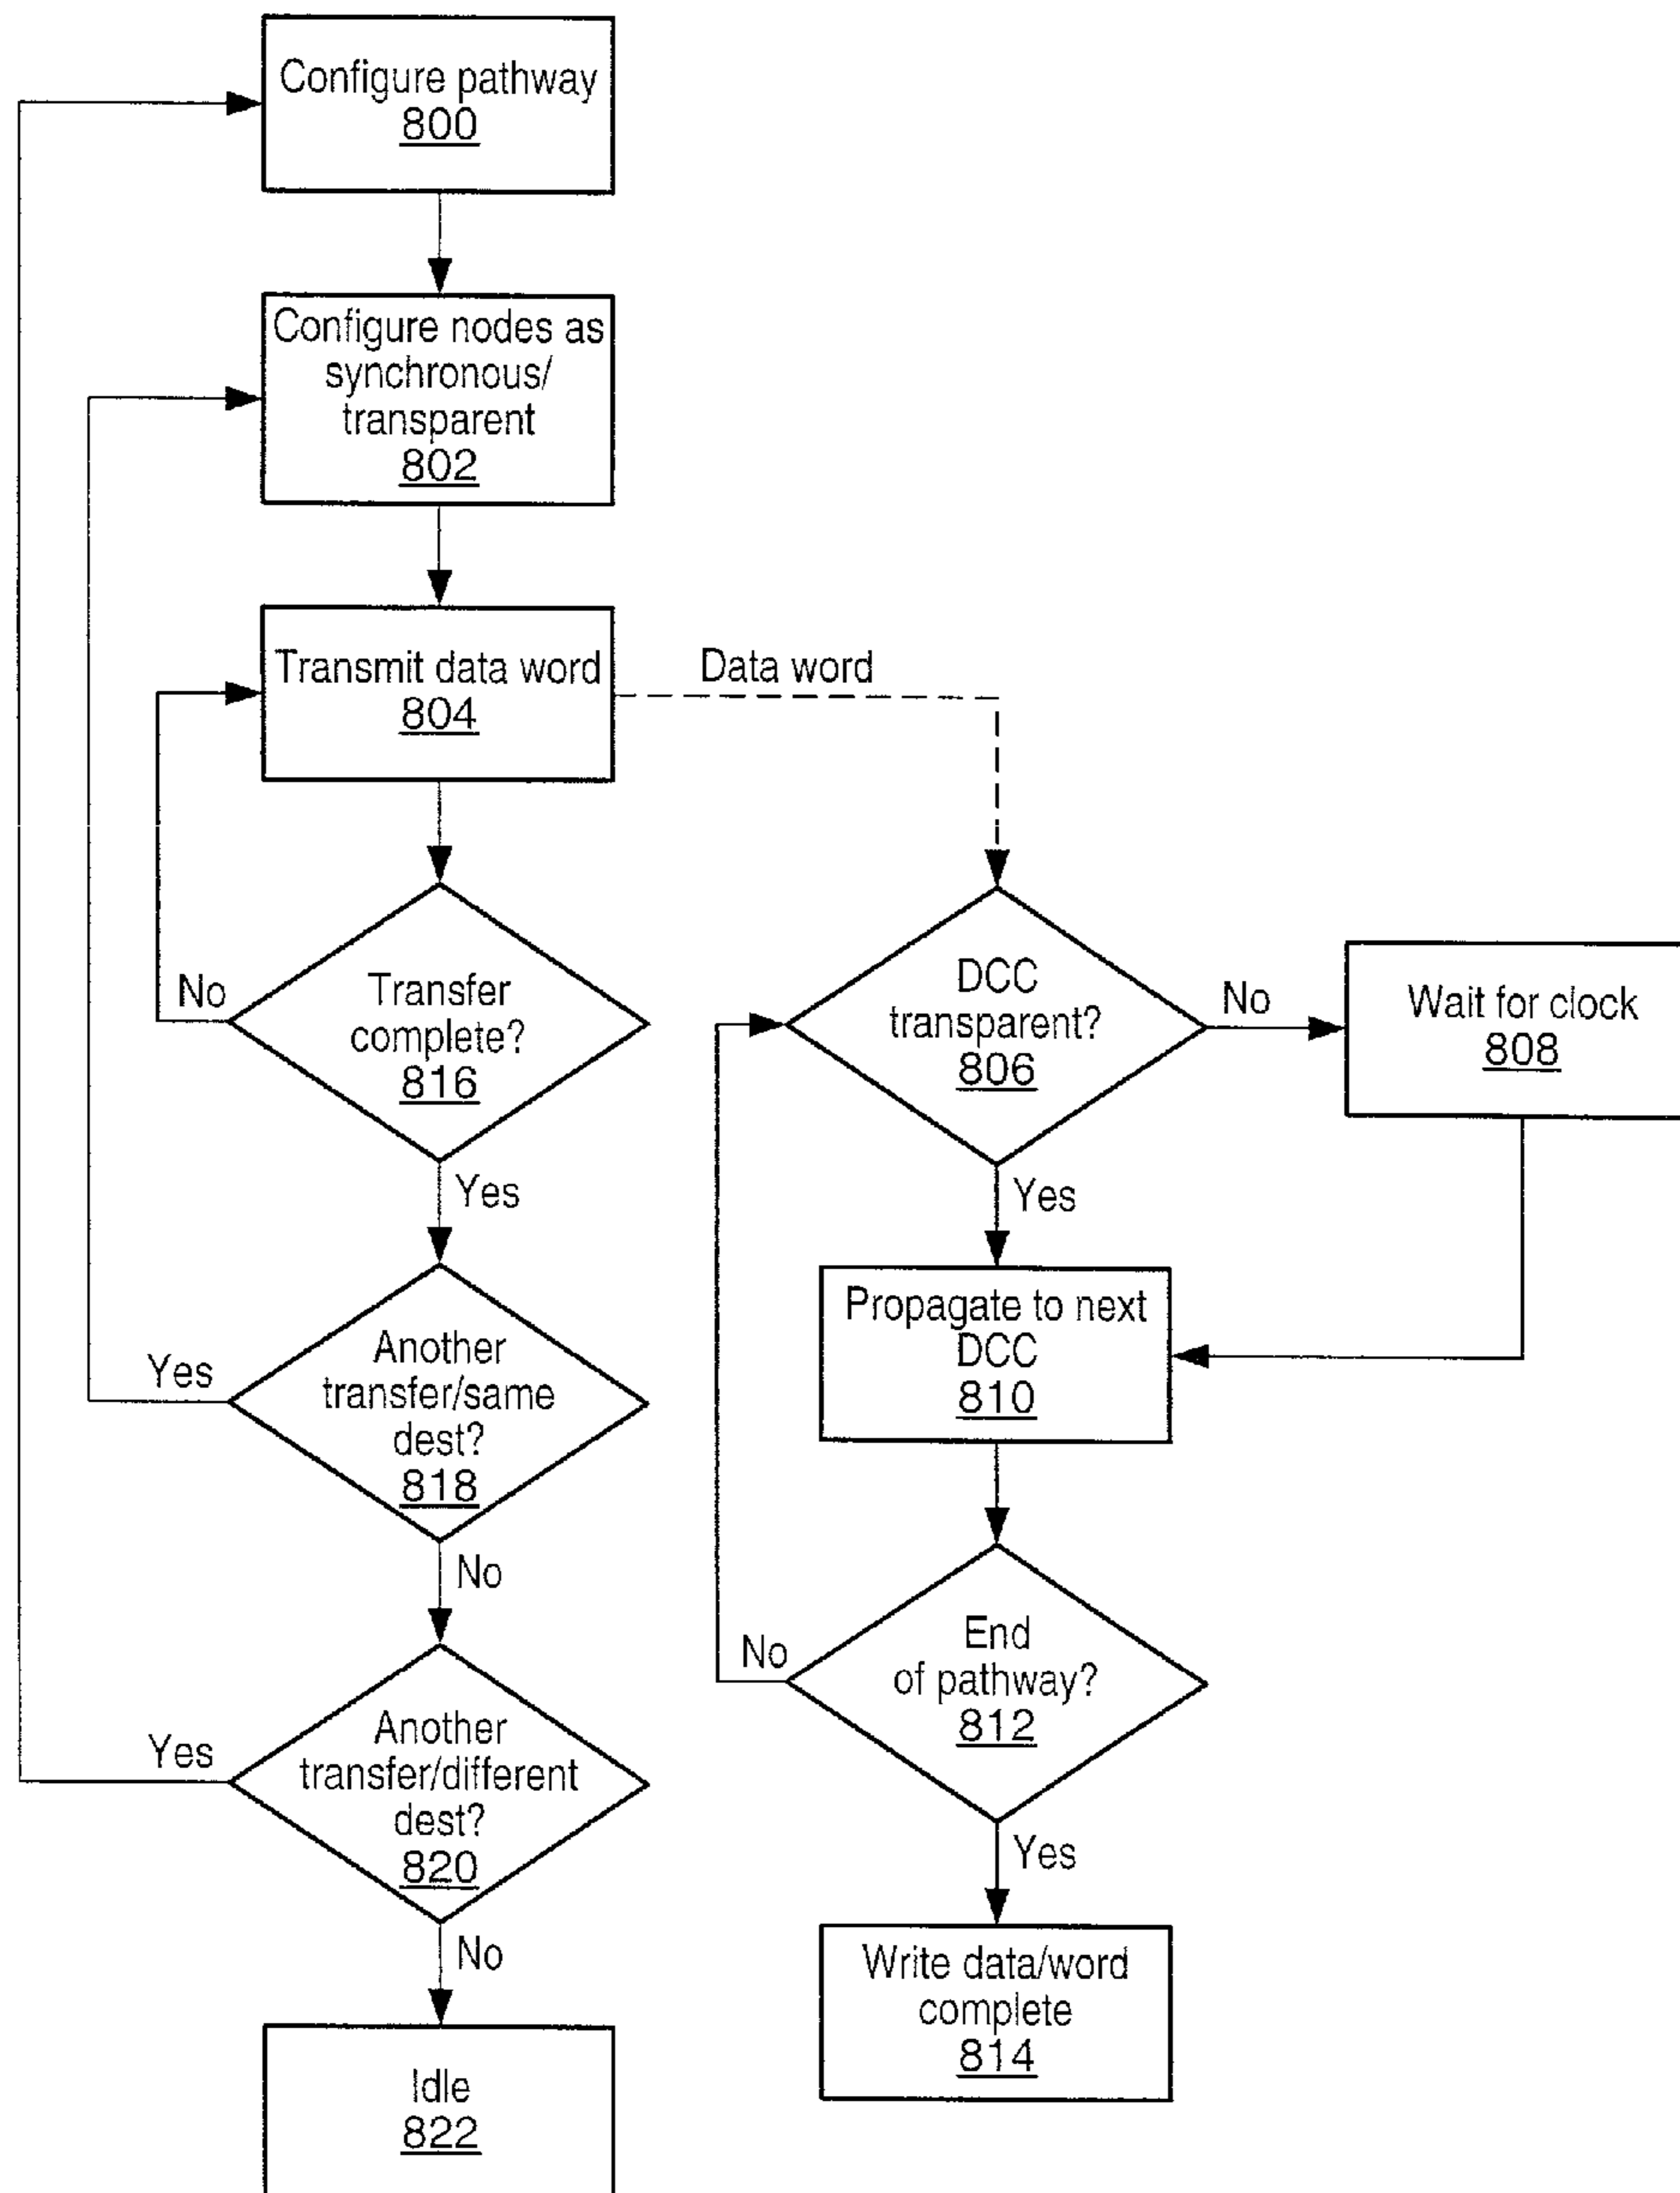 Configure pathway
800
Configure nodes as
synchronous/
transparent
802
Transmit data word
804
Data word
Transfer
complete?
816
No
Yes
DCC
transparent?
806
No
Yes
Wait for clock
808
Another
transfer/same
dest?
818
Yes
No
Propagate to next
DCC
810
Another
transfer/different
dest?
820
Yes
No
End
of pathway?
812
No
Yes
Idle
822
Write data/word
complete
814